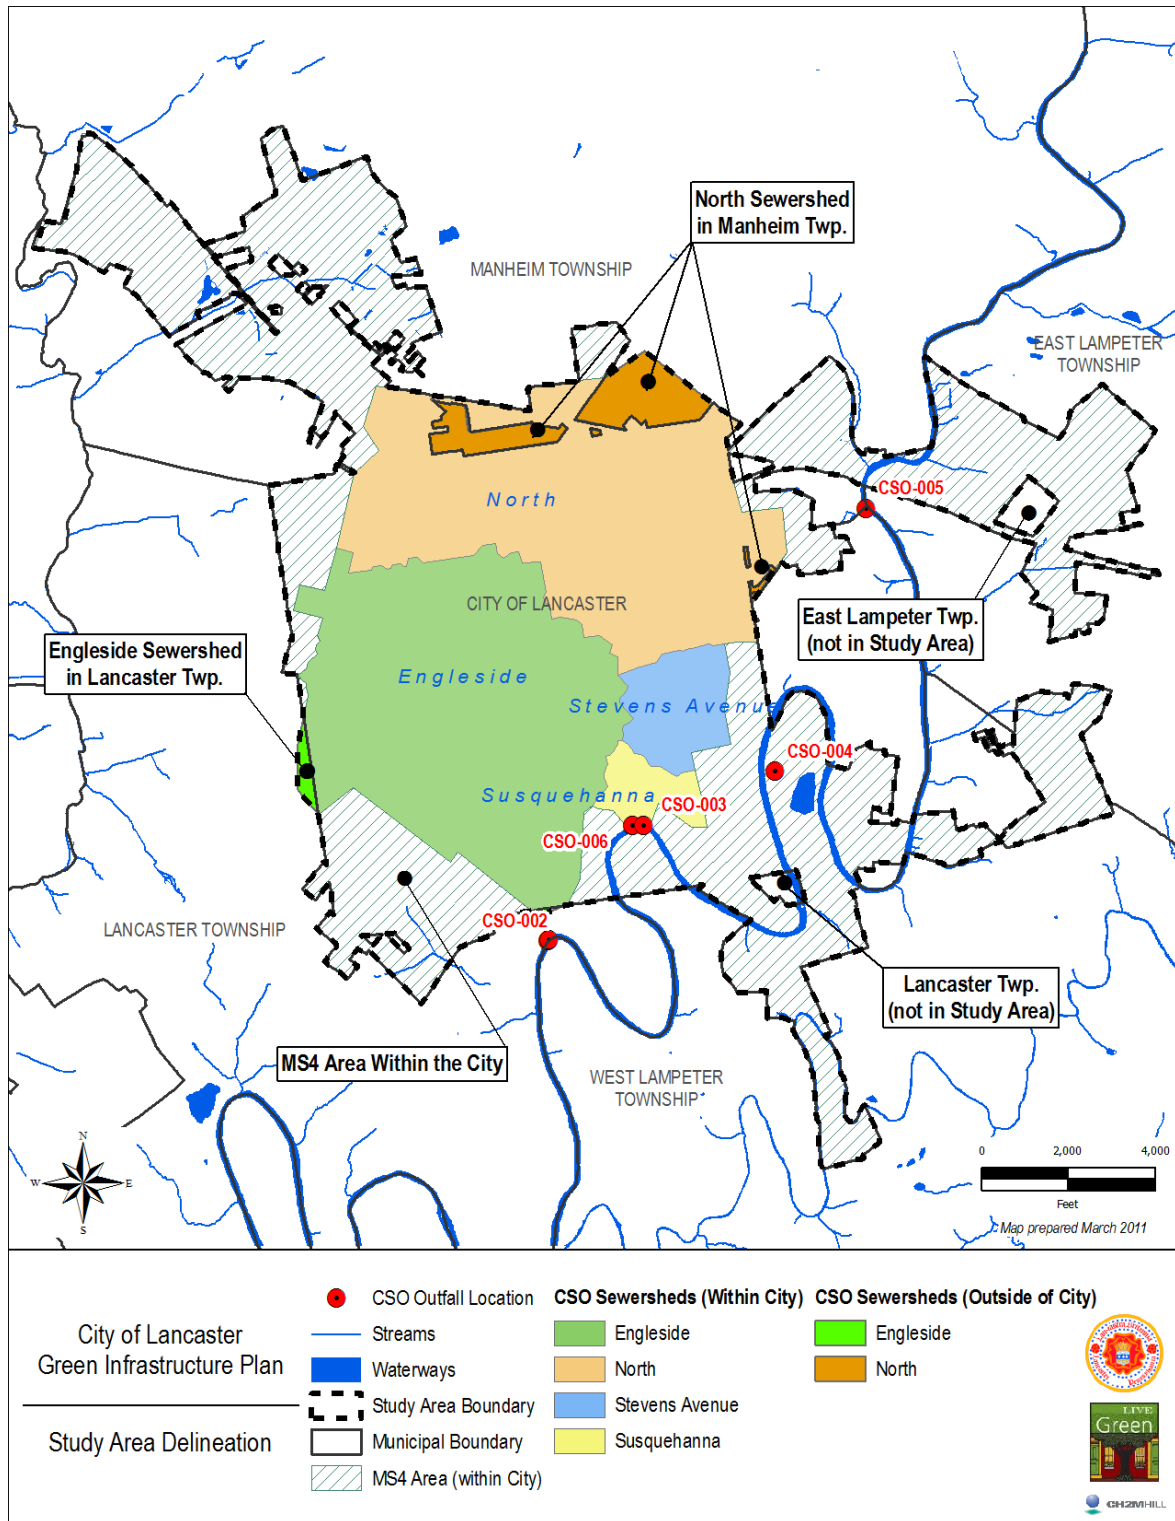 North Sewershed
in Manheim Twp.
MANHEIM TOWNSHIP
EAST LAMPETER
TOWNSHIP
CSO-005
North
CITY OF LANCASTER
East Lampeter Twp.
(not in Study Area)
Engleside Sewershed
in Lancaster Twp.
Engleside
Stevens Avenue
CSO-004
Susquehanna
CSO-003
CSO-006
CSO-002
LANCASTER TOWNSHIP
Lancaster Twp.
(not in Study Area)
MS4 Area Within the City
WEST LAMPETER
TOWNSHIP
N
W
E
S
0 2,000 4,000
Feet
Map prepared March 2011
City of Lancaster
Green Infrastructure Plan
Study Area Delineation
CSO Outfall Location
Streams
Waterways
Study Area Boundary
Municipal Boundary
MS4 Area (within City)
CSO Sewersheds (Within City)
Engleside
North
Stevens Avenue
Susquehanna
CSO Sewersheds (Outside of City)
Engleside
North
LIVE
Green
CH2MHILL